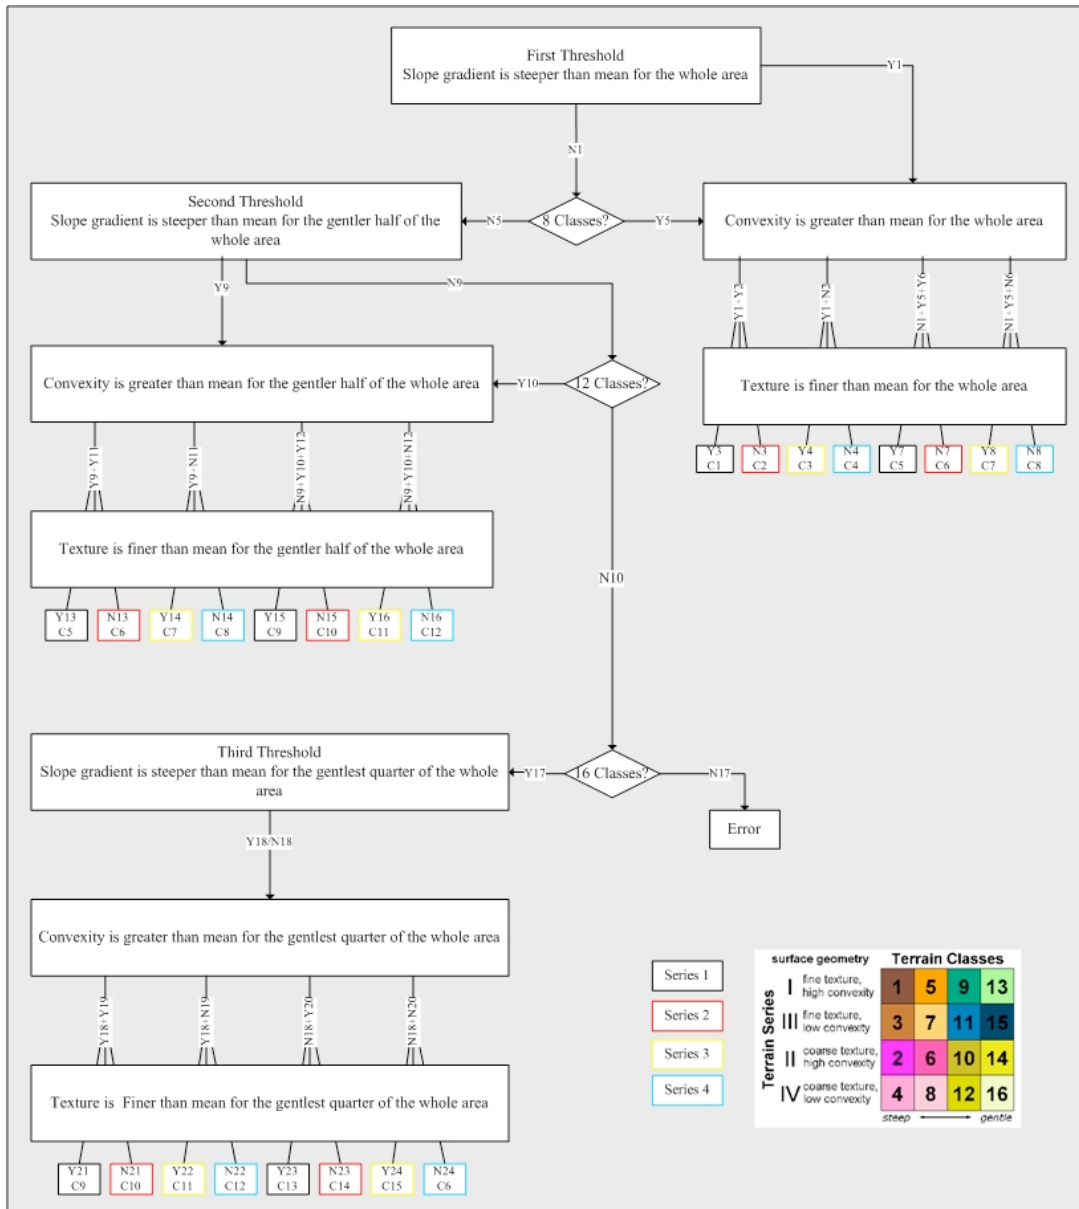 First Threshold
Slope gradient is steeper than mean for the whole area
Y1
N1
Second Threshold
Slope gradient is steeper than mean for the gentler half of the
whole area
N5
8 Classes?
Y5
Convexity is greater than mean for the whole area
Y9
N9
Y1+Y2
Y1+N2
N1+Y5+Y6
N1+Y5+N6
Convexity is greater than mean for the gentler half of the whole area
Y10
12 Classes?
Texture is finer than mean for the whole area
Y3
C1
N3
C2
Y4
C3
N4
C4
Y7
C5
N7
C6
Y8
C7
N8
C8
Y9+Y11
Y9+N11
N9+Y10+Y12
N9+Y10+N12
Texture is finer than mean for the gentler half of the whole area
N10
Y13
C5
N13
C6
Y14
C7
N14
C8
Y15
C9
N15
C10
Y16
C11
N16
C12
Third Threshold
Slope gradient is steeper than mean for the gentlest quarter of the whole
area
Y17
16 Classes?
N17
Error
Y18/N18
Convexity is greater than mean for the gentlest quarter of the whole area
Y18+Y19
Y18+N19
N18+Y20
N18+N20
Texture is Finer than mean for the gentlest quarter of the whole area
Y21
C9
N21
C10
Y22
C11
N22
C12
Y23
C13
N23
C14
Y24
C15
N24
C6
Series 1
Series 2
Series 3
Series 4
surface geometry
Terrain Classes
Terrain Series
I fine texture,
high convexity
1 5 9 13
III fine texture,
low convexity
3 7 11 15
II coarse texture,
high convexity
2 6 10 14
IV coarse texture,
low convexity
4 8 12 16
steep
gentle